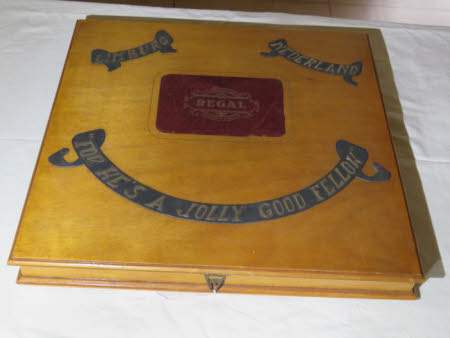 NEDERLAND
REGAL
"FOR HE'S A JOLLY GOOD FELLOW"